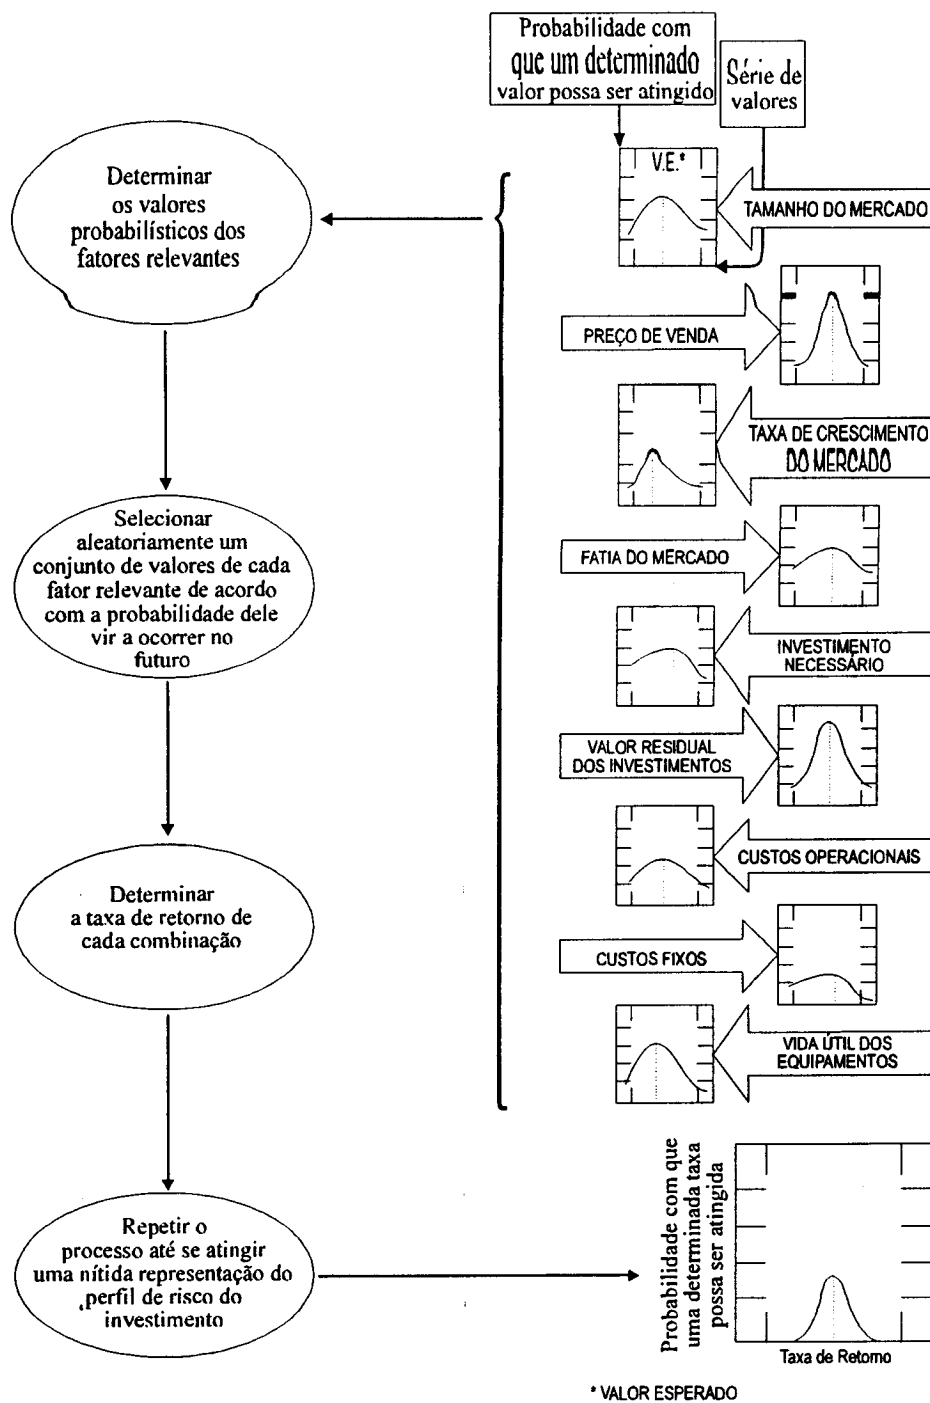 Probabilidade com
que um determinado
valor possa ser atingido
Série de
valores
V.E.*
TAMANHO DO MERCADO
Determinar
os valores
probabilísticos dos
fatores relevantes
PREÇO DE VENDA
TAXA DE CRESCIMENTO
DO MERCADO
Selecionar
aleatoriamente um
conjunto de valores de cada
fator relevante de acordo
com a probabilidade dele
vir a ocorrer no
futuro
FATIA DO MERCADO
INVESTIMENTO
NECESSÁRIO
VALOR RESIDUAL
DOS INVESTIMENTOS
CUSTOS OPERACIONAIS
Determinar
a taxa de retorno de
cada combinação
CUSTOS FIXOS
VIDA ÚTIL DOS
EQUIPAMENTOS
Repetir o
processo até se atingir
uma nítida representação do
perfil de risco do
investimento
Probabilidade com que
uma determinada taxa
possa ser atingida
Taxa de Retorno
* VALOR ESPERADO